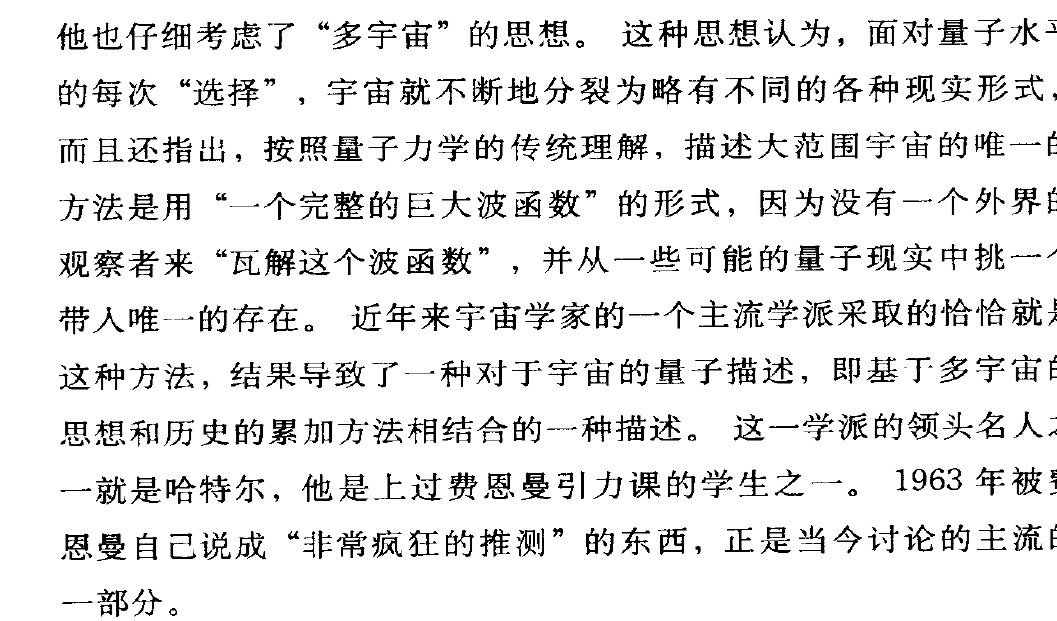 他也仔细考虑了“多宇宙”的思想。 这种思想认为，面对量子水平
的每次“选择”，宇宙就不断地分裂为略有不同的各种现实形式，
而且还指出，按照量子力学的传统理解，描述大范围宇宙的唯一的
方法是用“一个完整的巨大波函数”的形式，因为没有一个外界的
观察者来“瓦解这个波函数”，并从一些可能的量子现实中挑一个
带入唯一的存在。 近年来宇宙学家的一个主流学派采取的恰恰就是
这种方法，结果导致了一种对于宇宙的量子描述，即基于多宇宙的
思想和历史的累加方法相结合的一种描述。 这一学派的领头名人之
一就是哈特尔，他是上过费恩曼引力课的学生之一。 1963 年被费
恩曼自己说成“非常疯狂的推测”的东西，正是当今讨论的主流的
一部分。